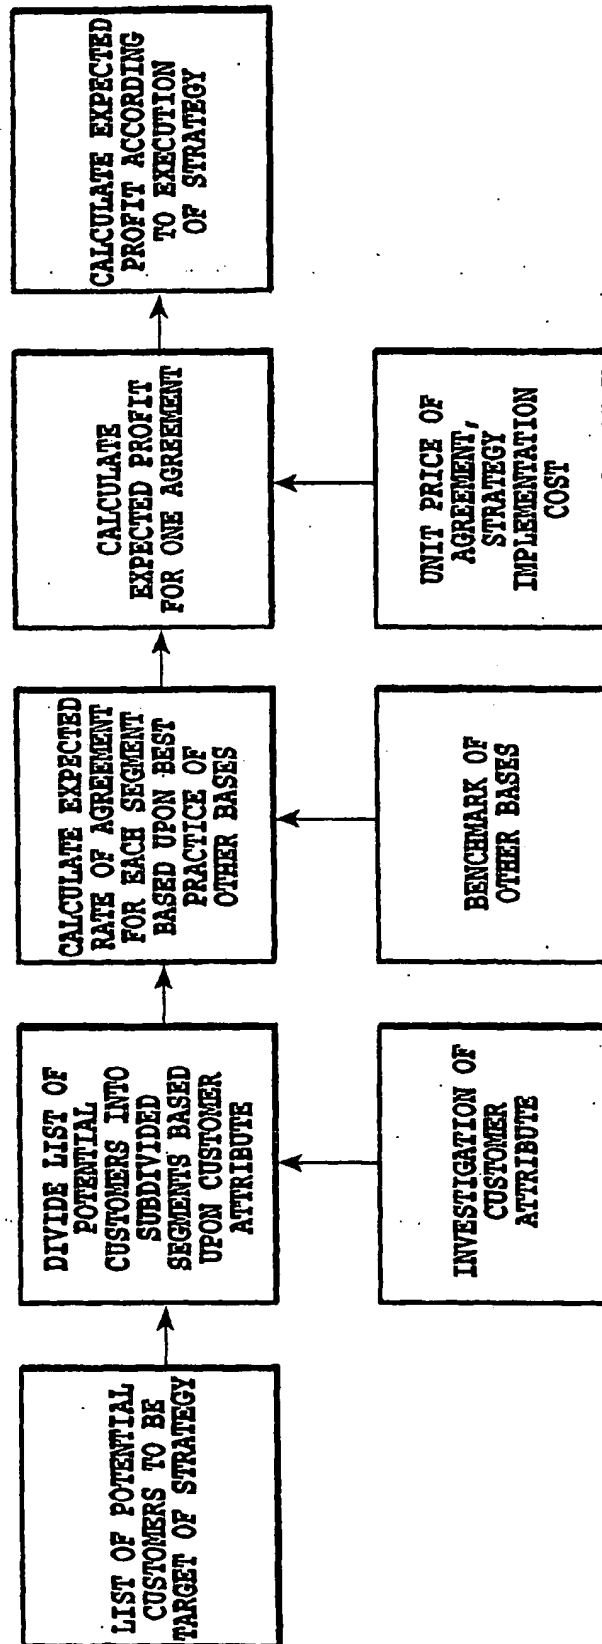 LIST OF POTENTIAL
CUSTOMERS TO BE
TARGET OF STRATEGY
DIVIDE LIST OF
POTENTIAL
CUSTOMERS INTO
SUBDIVIDED
SEGMENTS BASED
UPON CUSTOMER
ATTRIBUTE
CALCULATE EXPECTED
RATE OF AGREEMENT
FOR EACH SEGMENT
BASED UPON BEST
PRACTICE OF
OTHER BASES
CALCULATE
EXPECTED PROFIT
FOR ONE AGREEMENT
CALCULATE EXPECTED
PROFIT ACCORDING
TO EXECUTION
OF STRATEGY
INVESTIGATION OF
CUSTOMER
ATTRIBUTE
BENCHMARK OF
OTHER BASES
UNIT PRICE OF
AGREEMENT,
STRATEGY
IMPLEMENTATION
COST